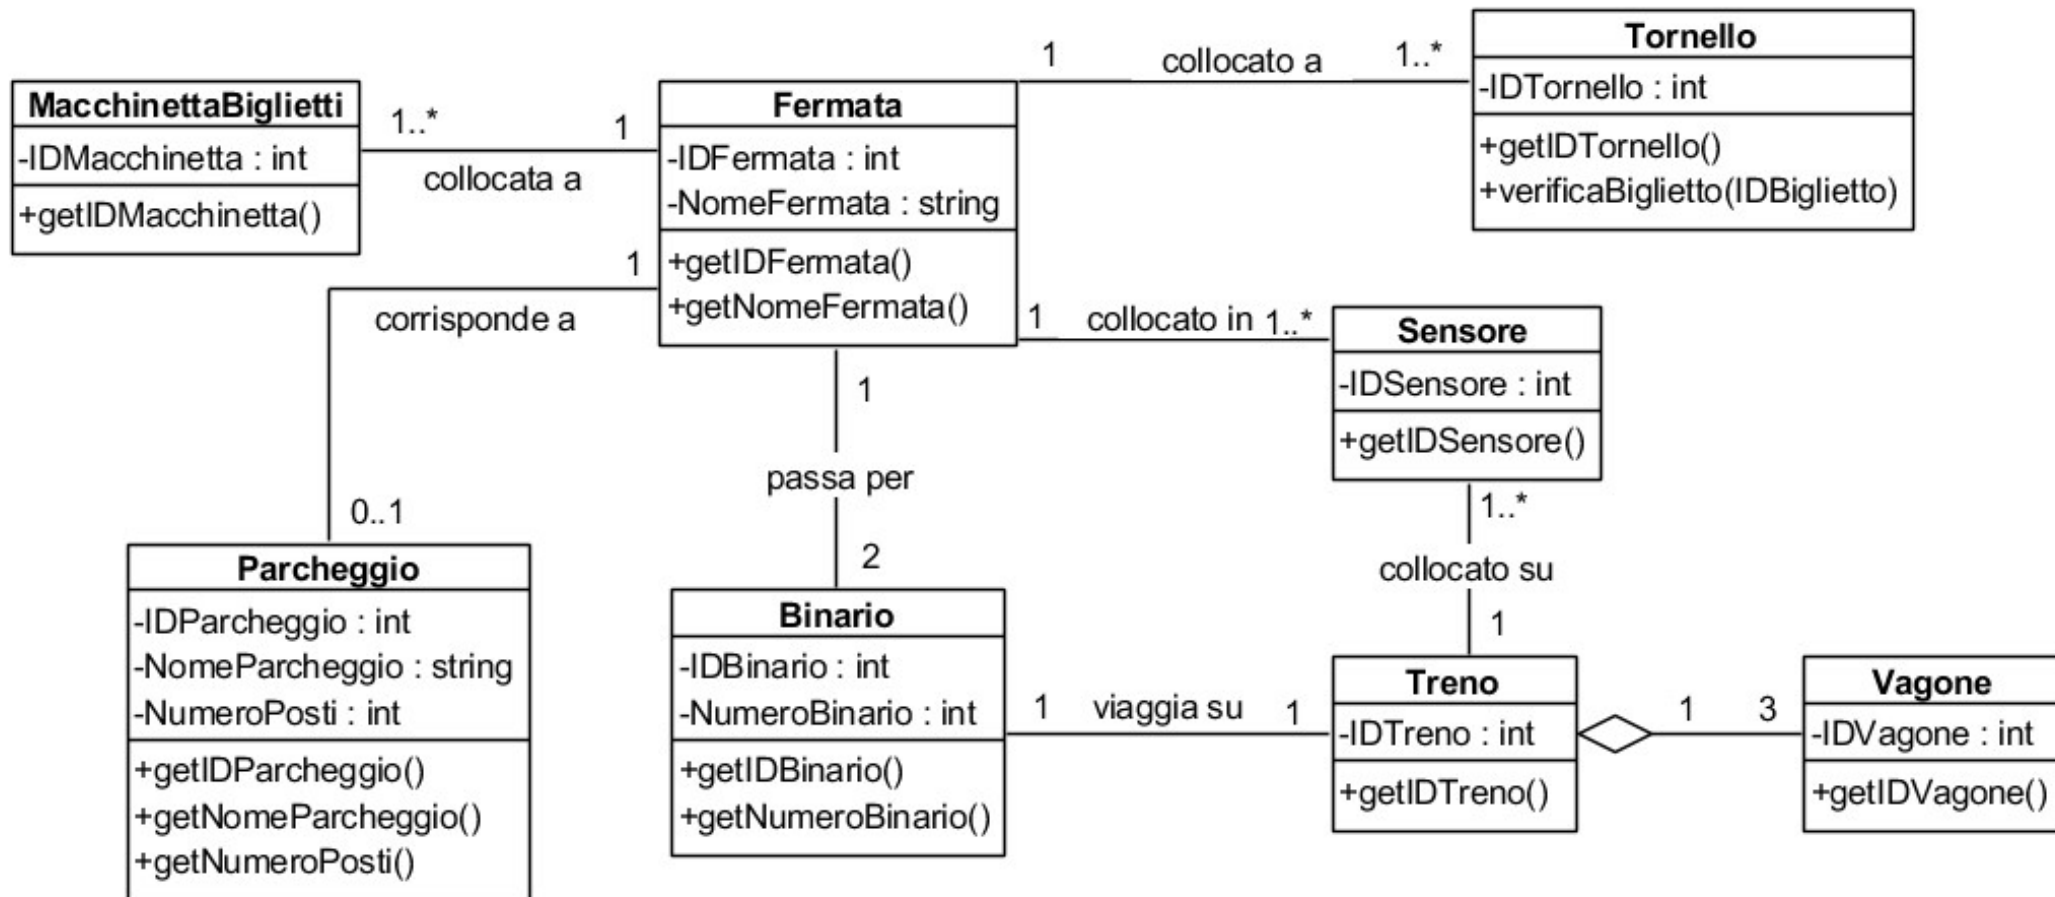 MacchinettaBiglietti
-IDMacchinetta : int
+getIDMacchinetta()
1..*
1
collocata a
Fermata
-IDFermata : int
-NomeFermata : string
+getIDFermata()
+getNomeFermata()
1
collocato a
1..*
Tornello
-IDTornello : int
+getIDTornello()
+verificaBiglietto(IDBiglietto)
1
corrisponde a
0..1
1
collocato in
1..*
Sensore
-IDSensore : int
+getIDSensore()
1
passa per
2
1..*
collocato su
1
Parcheggio
-IDParcheggio : int
-NomeParcheggio : string
-NumeroPosti : int
+getIDParcheggio()
+getNomeParcheggio()
+getNumeroPosti()
Binario
-IDBinario : int
-NumeroBinario : int
+getIDBinario()
+getNumeroBinario()
1
viaggia su
1
Treno
-IDTreno : int
+getIDTreno()
1
3
Vagone
-IDVagone : int
+getIDVagone()